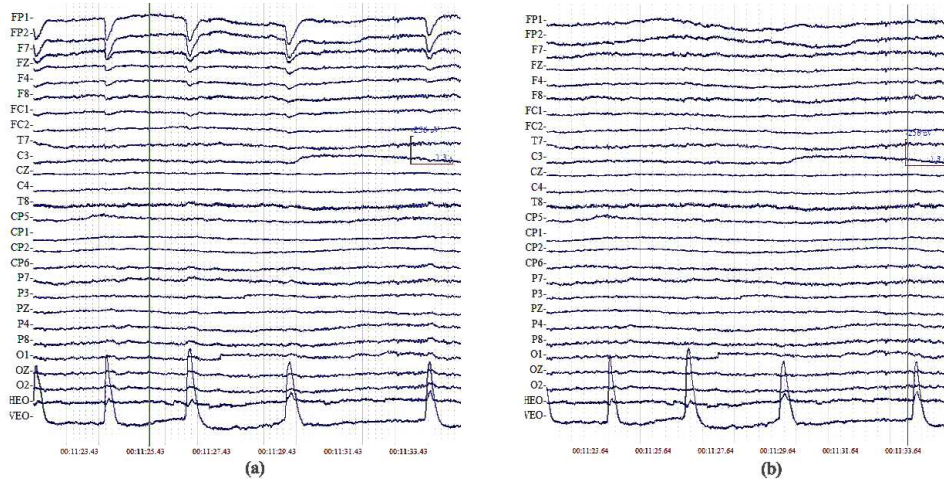 FP1-
FP2-
F7-
FZ-
F4-
F8-
FC1-
FC2-
T7-
C3-
CZ-
C4-
T8-
CP5-
CP1-
CP2-
CP6-
P7-
P3-
PZ-
P4-
P8-
O1-
OZ-
O2-
HEO-
VEO-
00:11:23.43 00:11:25.43 00:11:27.43 00:11:29.43 00:11:31.43 00:11:33.43
(a)
FP1-
FP2-
F7-
FZ-
F4-
F8-
FC1-
FC2-
T7-
C3-
CZ-
C4-
T8-
CP5-
CP1-
CP2-
CP6-
P7-
P3-
PZ-
P4-
P8-
O1-
OZ-
O2-
HEO-
VEO-
00:11:23.64 00:11:25.64 00:11:27.64 00:11:29.64 00:11:31.64 00:11:33.64
(b)